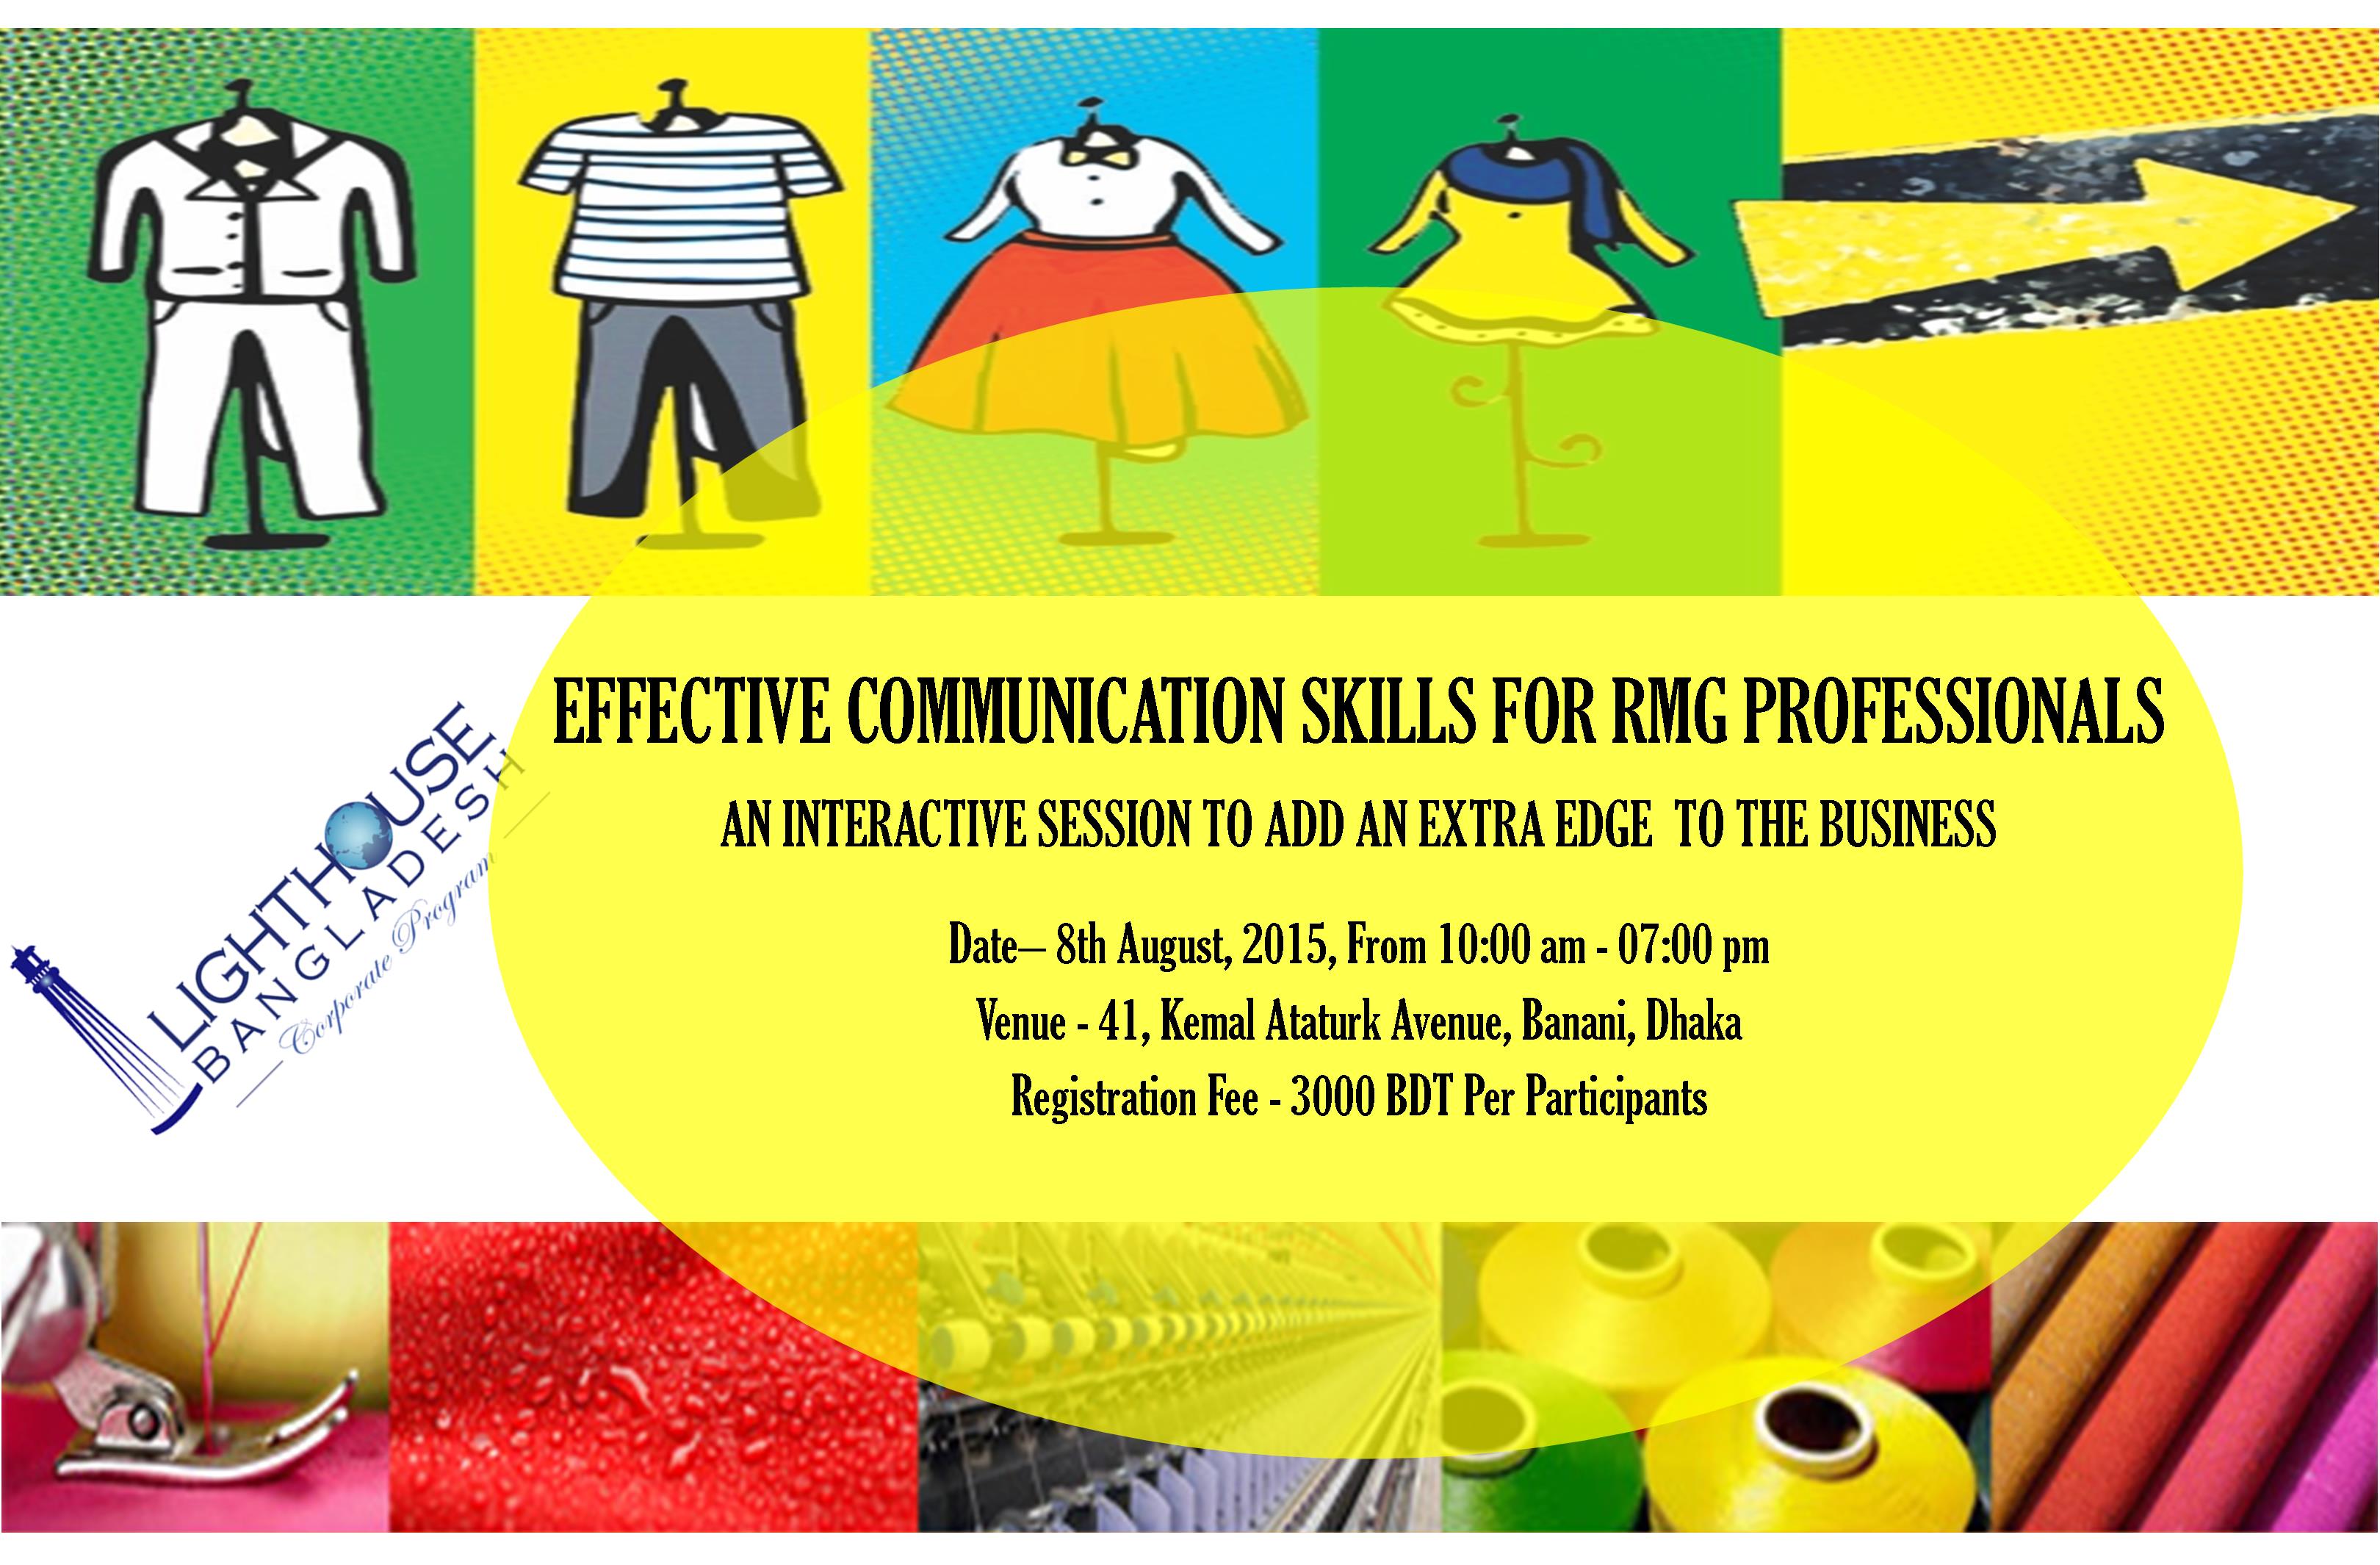 EFFECTIVE COMMUNICATION SKILLS FOR RMG PROFESSIONALS
AN INTERACTIVE SESSION TO ADD AN EXTRA EDGE TO THE BUSINESS
LIGHTHOUSE
BANGLADESH
Corporate Program
Date– 8th August, 2015, From 10:00 am - 07:00 pm
Venue - 41, Kemal Ataturk Avenue, Banani, Dhaka
Registration Fee - 3000 BDT Per Participants